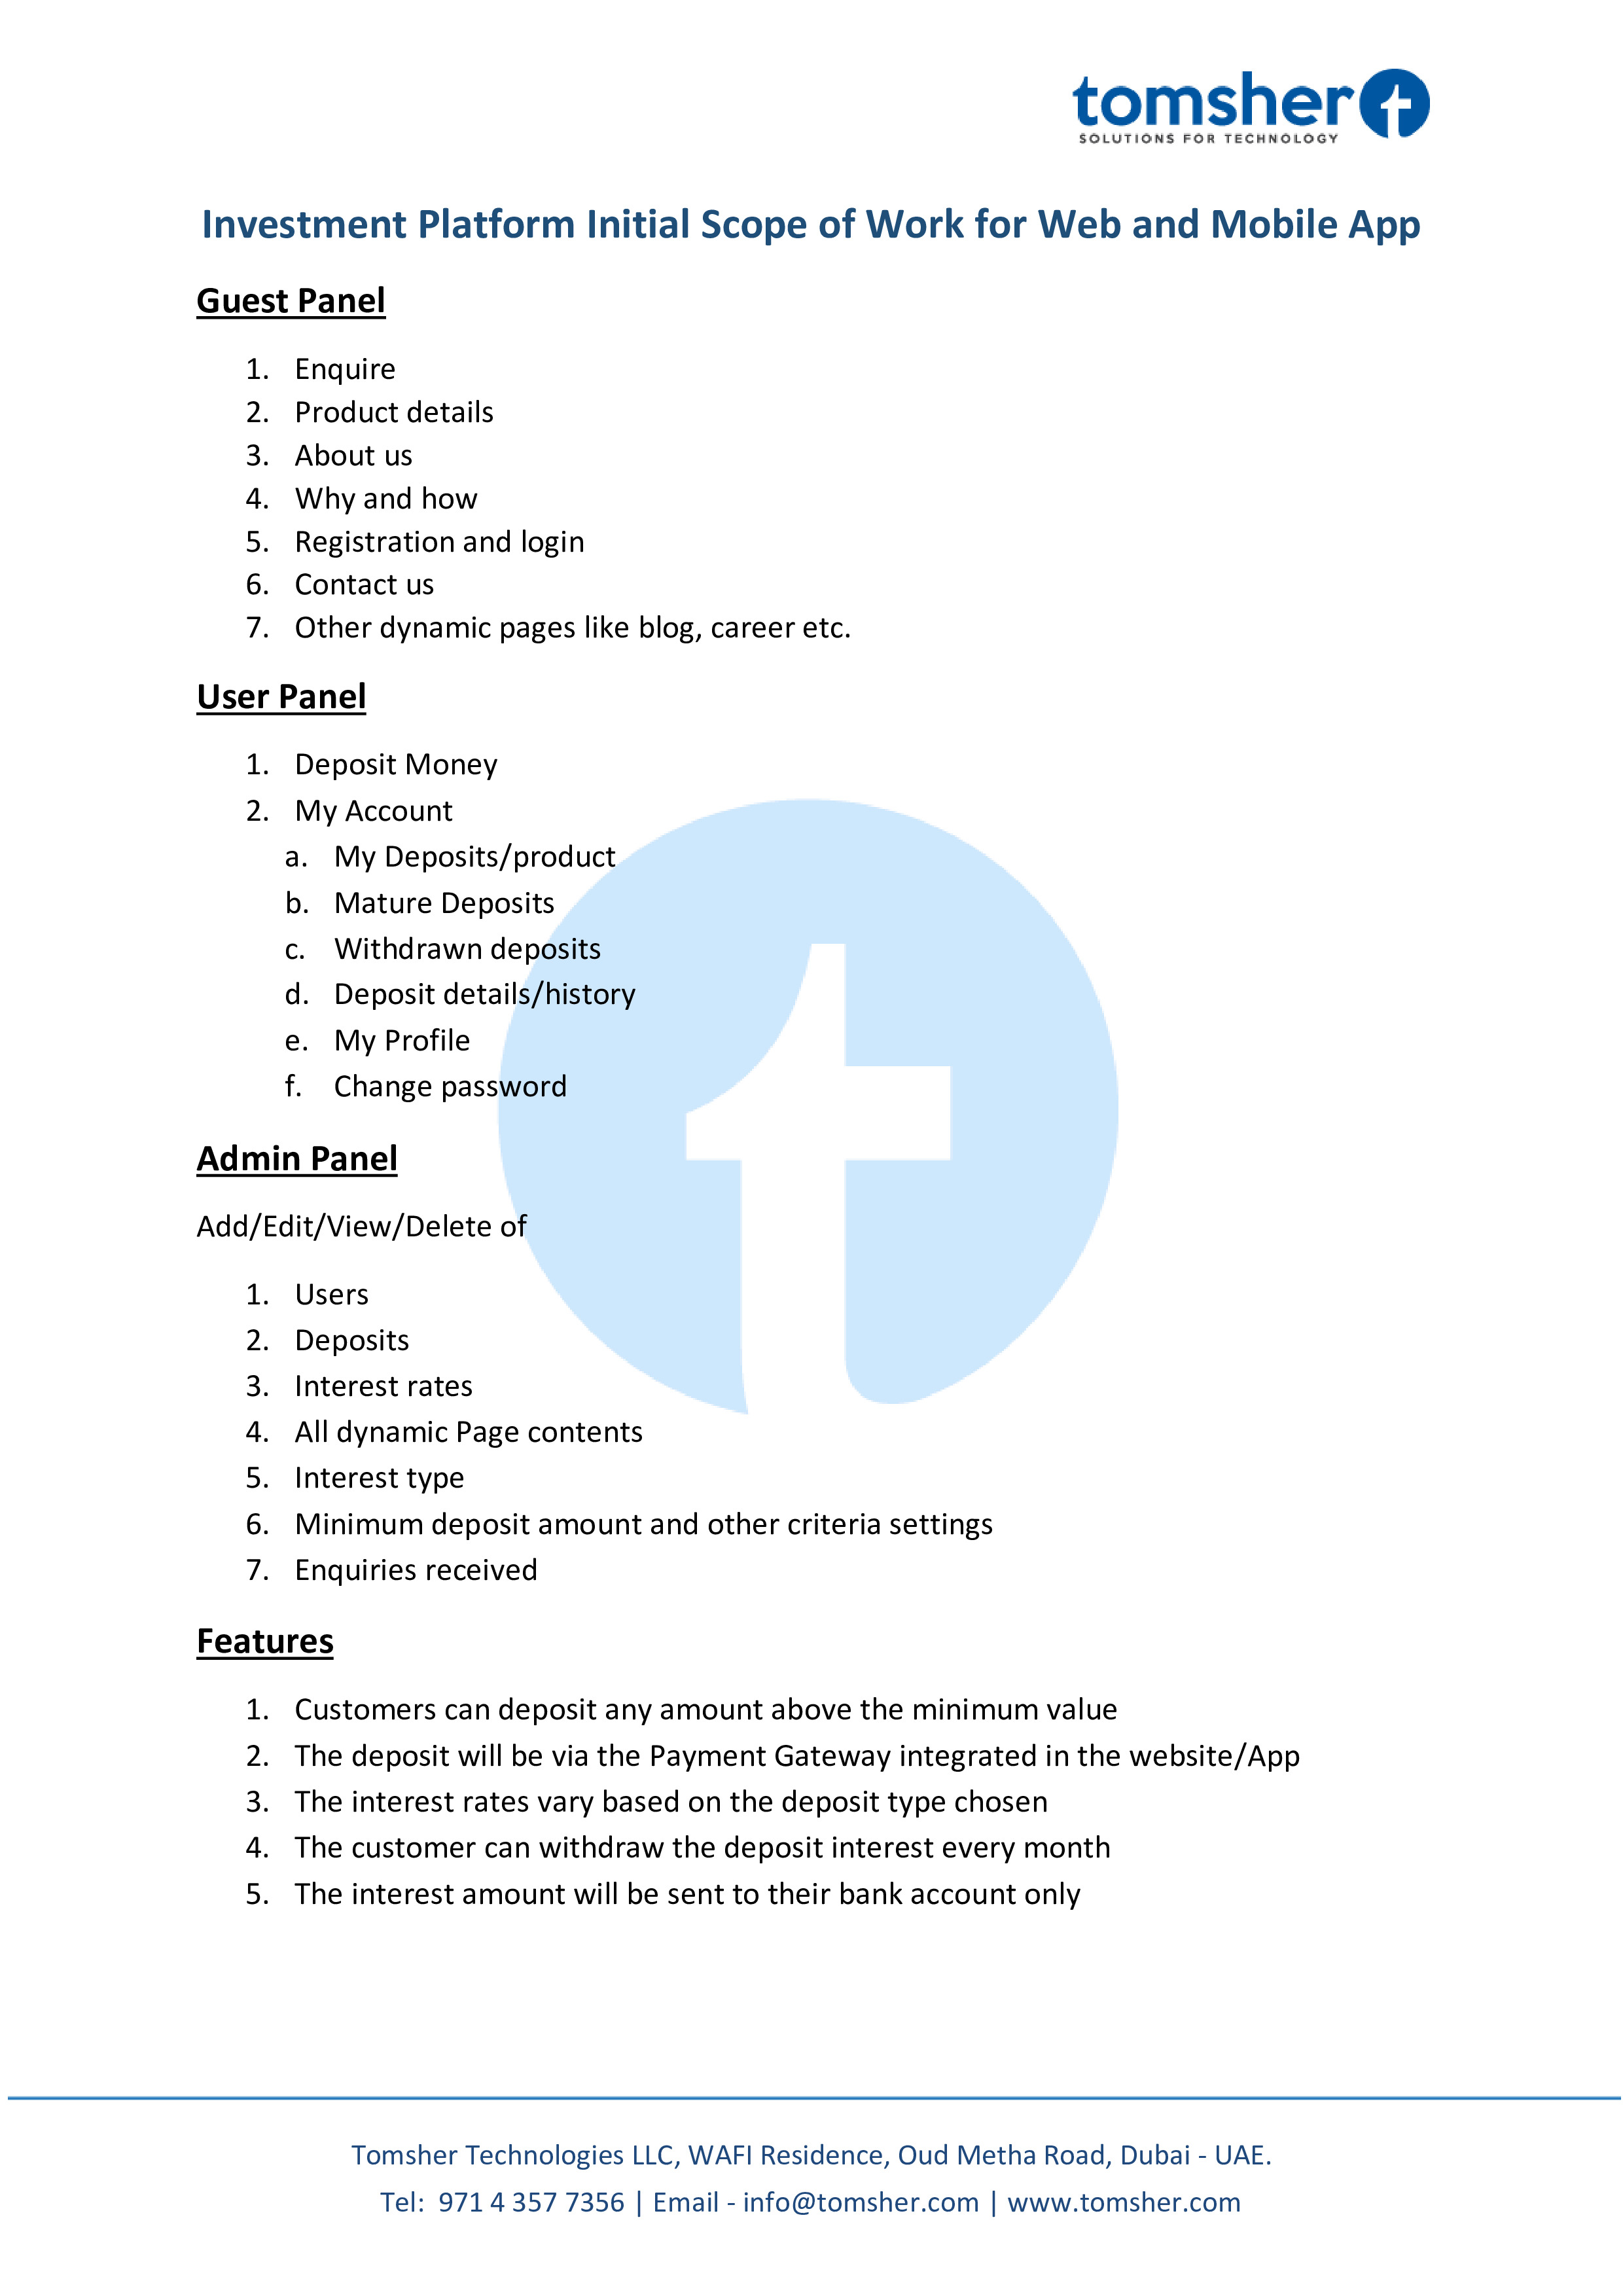 tomsher t
SOLUTIONS FOR TECHNOLOGY
Investment Platform Initial Scope of Work for Web and Mobile App
Guest Panel
1. Enquire
2. Product details
3. About us
4. Why and how
5. Registration and login
6. Contact us
7. Other dynamic pages like blog, career etc.
User Panel
1. Deposit Money
2. My Account
a. My Deposits/product
b. Mature Deposits
c. Withdrawn deposits
d. Deposit details/history
e. My Profile
f. Change password
Admin Panel
Add/Edit/View/Delete of
1. Users
2. Deposits
3. Interest rates
4. All dynamic Page contents
5. Interest type
6. Minimum deposit amount and other criteria settings
7. Enquiries received
Features
1. Customers can deposit any amount above the minimum value
2. The deposit will be via the Payment Gateway integrated in the website/App
3. The interest rates vary based on the deposit type chosen
4. The customer can withdraw the deposit interest every month
5. The interest amount will be sent to their bank account only
Tomsher Technologies LLC, WAFI Residence, Oud Metha Road, Dubai - UAE.
Tel: 971 4 357 7356 | Email - info@tomsher.com | www.tomsher.com